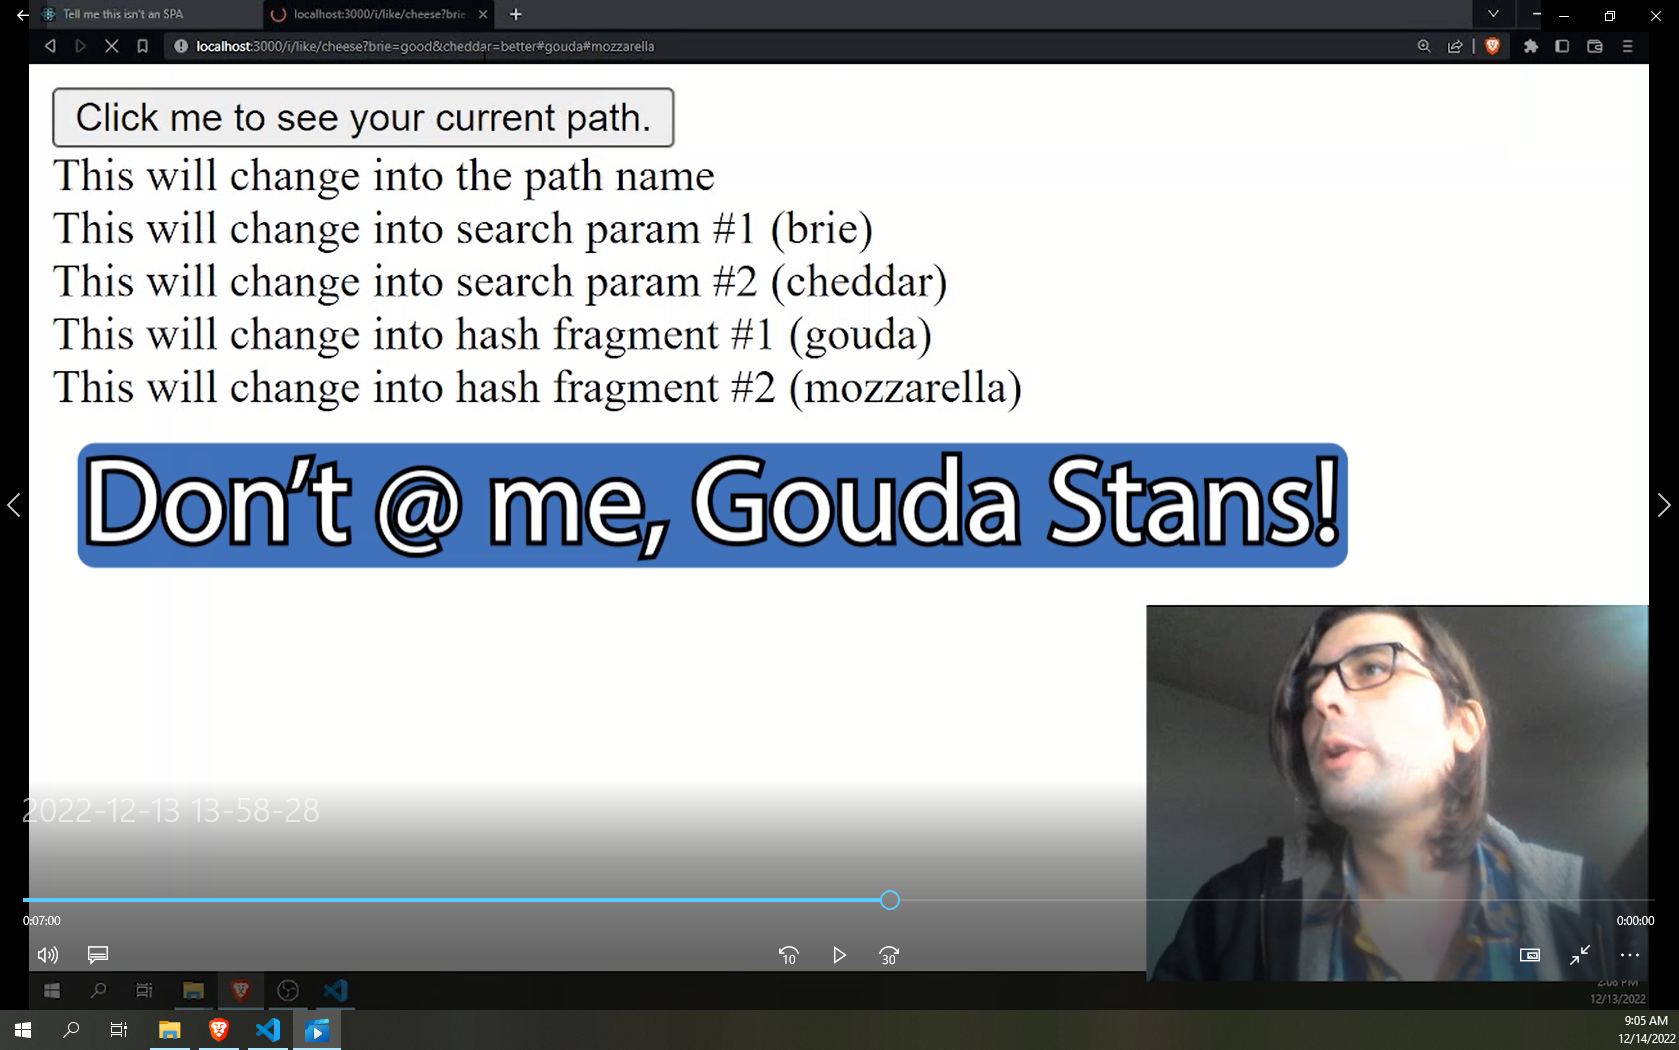 Tell me this isn't an SPA
localhost:3000/i/like/cheese?brie
localhost:3000/i/like/cheese?brie=good&cheddar=better#gouda#mozzarella
Click me to see your current path.
This will change into the path name
This will change into search param #1 (brie)
This will change into search param #2 (cheddar)
This will change into hash fragment #1 (gouda)
This will change into hash fragment #2 (mozzarella)
Don't @ me, Gouda Stans!
2022-12-13 13-58-28
0:07:00
0:00:00
10
30
2:08 PM
12/13/2022
9:05 AM
12/14/2022